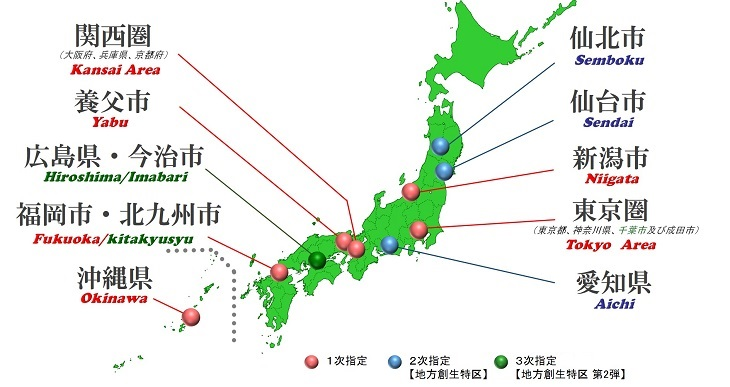 関西圏
（大阪府、兵庫県、京都府）
Kansai Area
養父市
Yabu
広島県・今治市
Hiroshima/Imabari
福岡市・北九州市
Fukuoka/kitakyusyu
沖縄県
Okinawa
仙北市
Semboku
仙台市
Sendai
新潟市
Niigata
東京圏
（東京都、神奈川県、千葉市及び成田市）
Tokyo Area
愛知県
Aichi
1次指定
2次指定
【地方創生特区】
3次指定
【地方創生特区 第2弾】